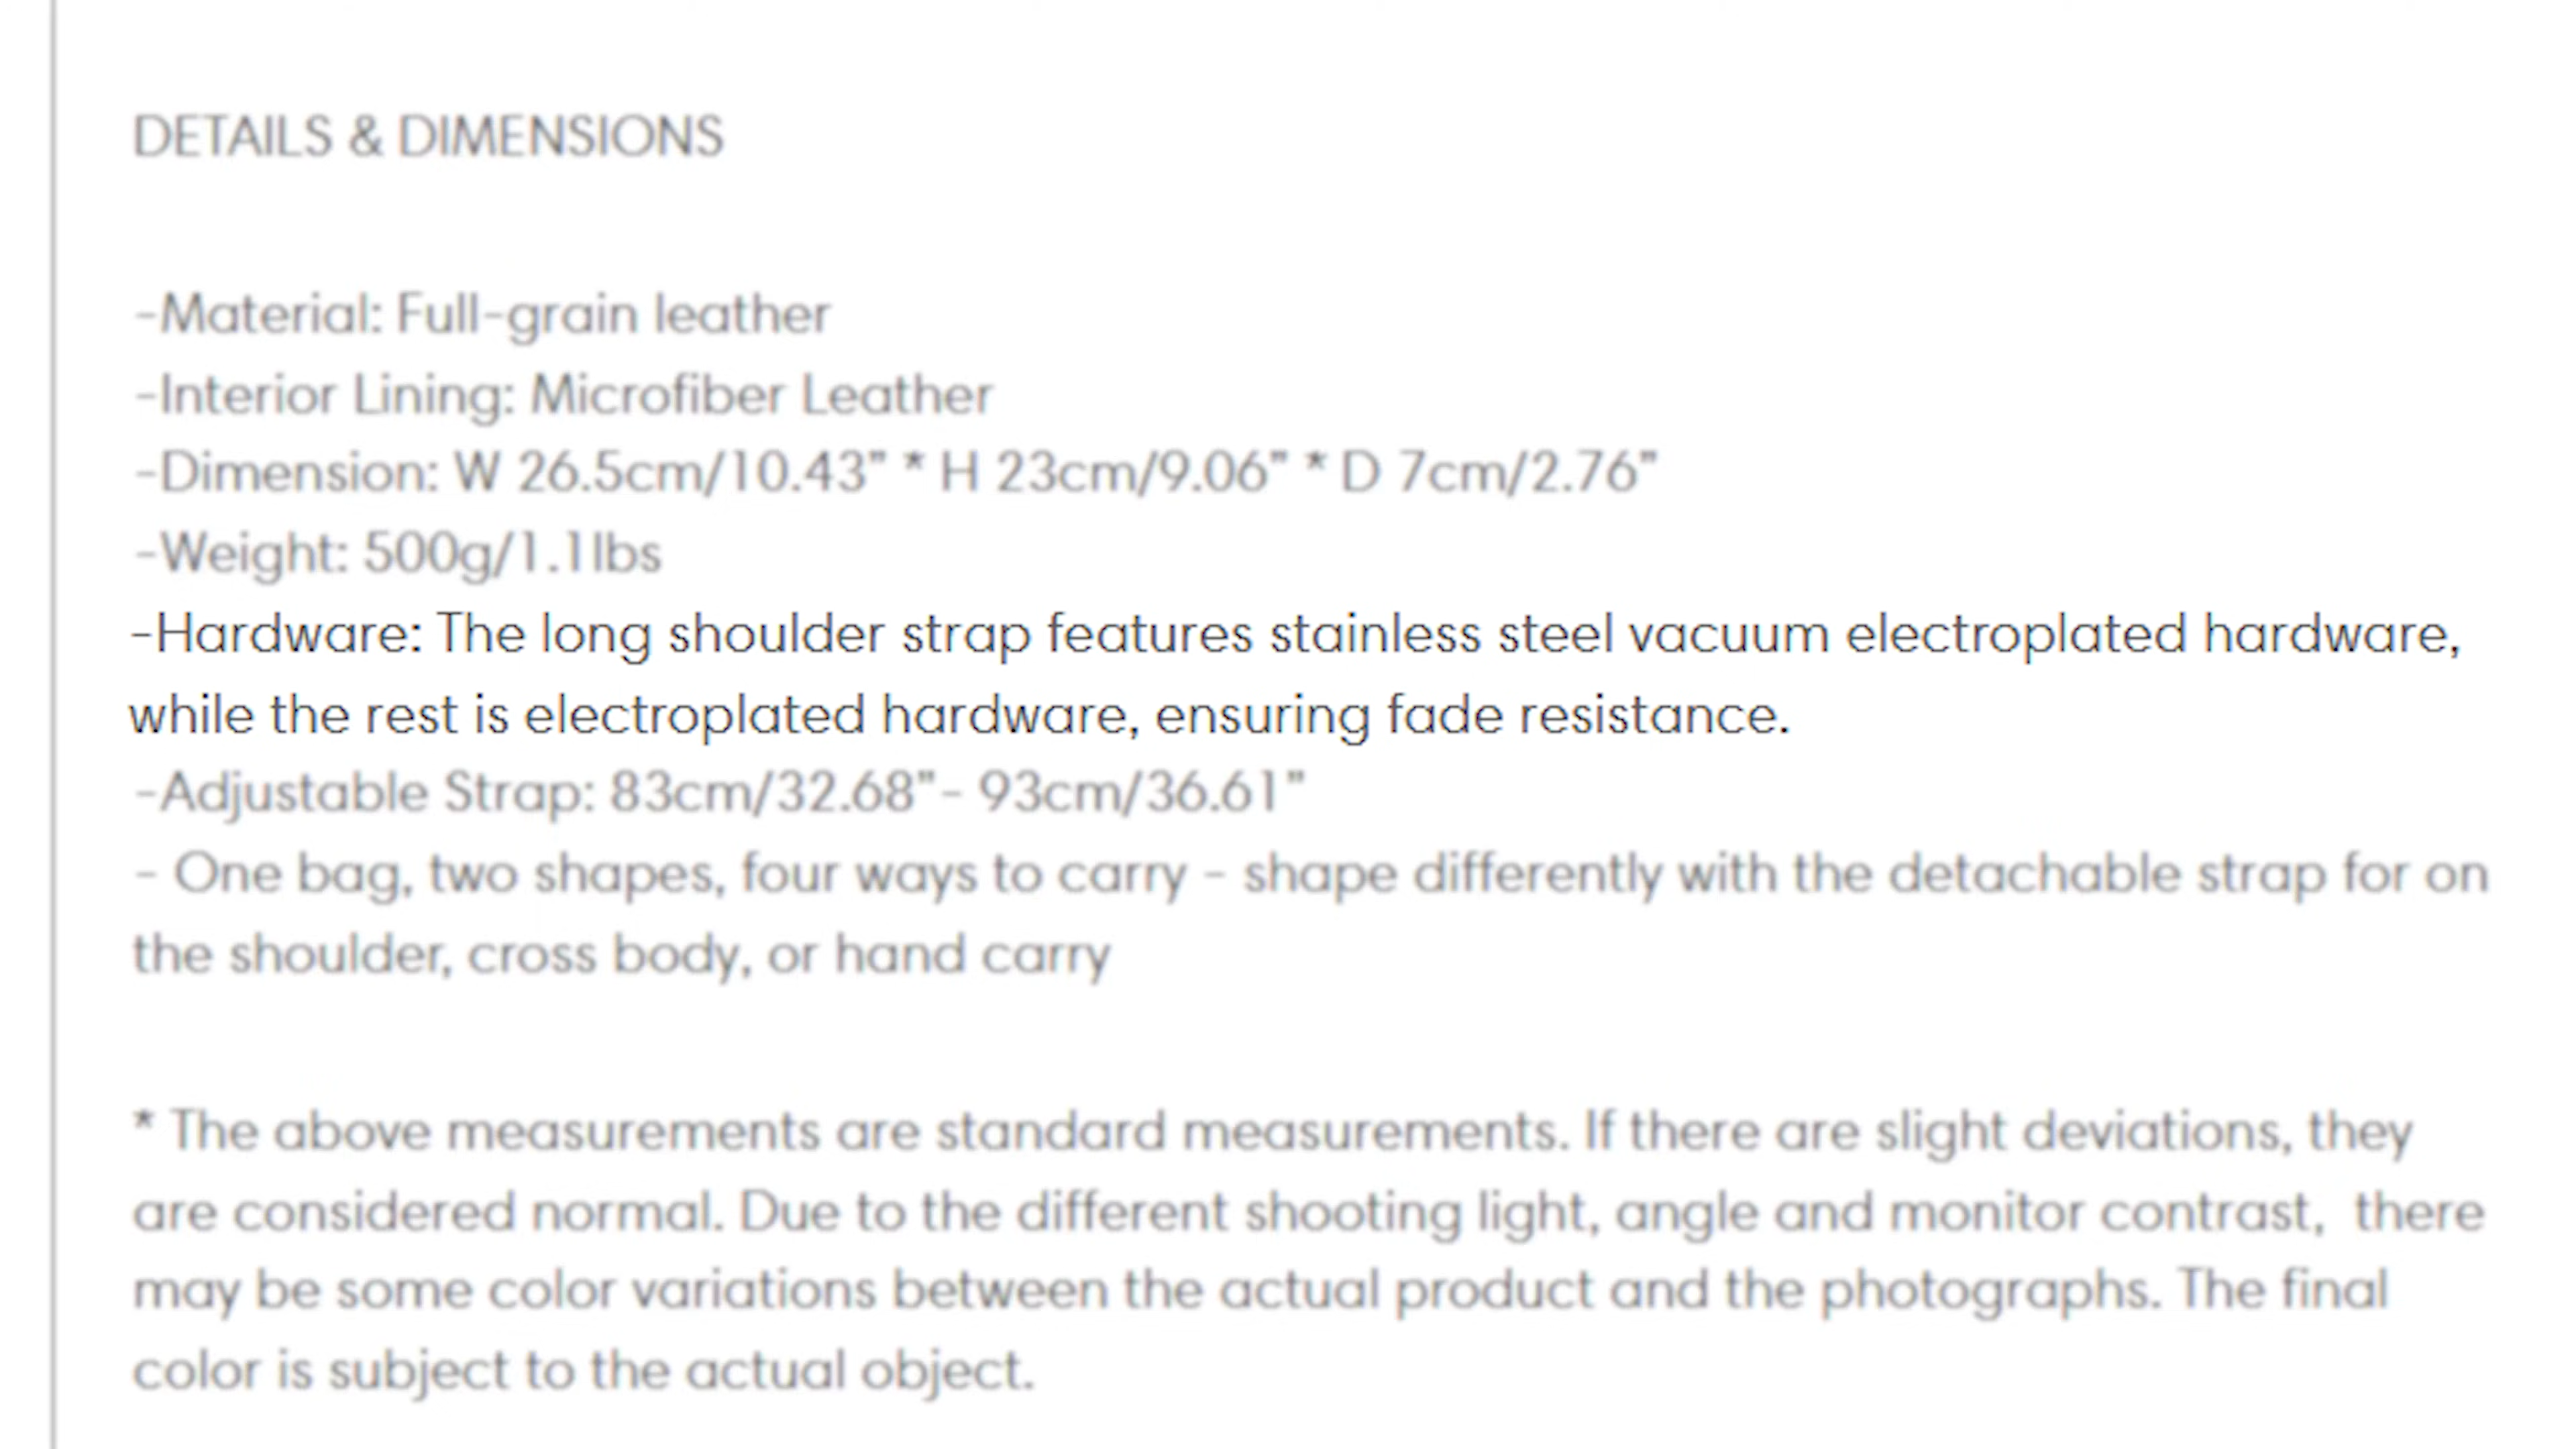 DETAILS & DIMENSIONS
-Material: Full-grain leather
-Interior Lining: Microfiber Leather
-Dimension: W 26.5cm/10.43" * H 23cm/9.06" * D 7cm/2.76"
-Weight: 500g/1.1lbs
-Hardware: The long shoulder strap features stainless steel vacuum electroplated hardware,
while the rest is electroplated hardware, ensuring fade resistance.
-Adjustable Strap: 83cm/32.68"- 93cm/36.61"
- One bag, two shapes, four ways to carry - shape differently with the detachable strap for on
the shoulder, cross body, or hand carry
* The above measurements are standard measurements. If there are slight deviations, they
are considered normal. Due to the different shooting light, angle and monitor contrast,  there
may be some color variations between the actual product and the photographs. The final
color is subject to the actual object.